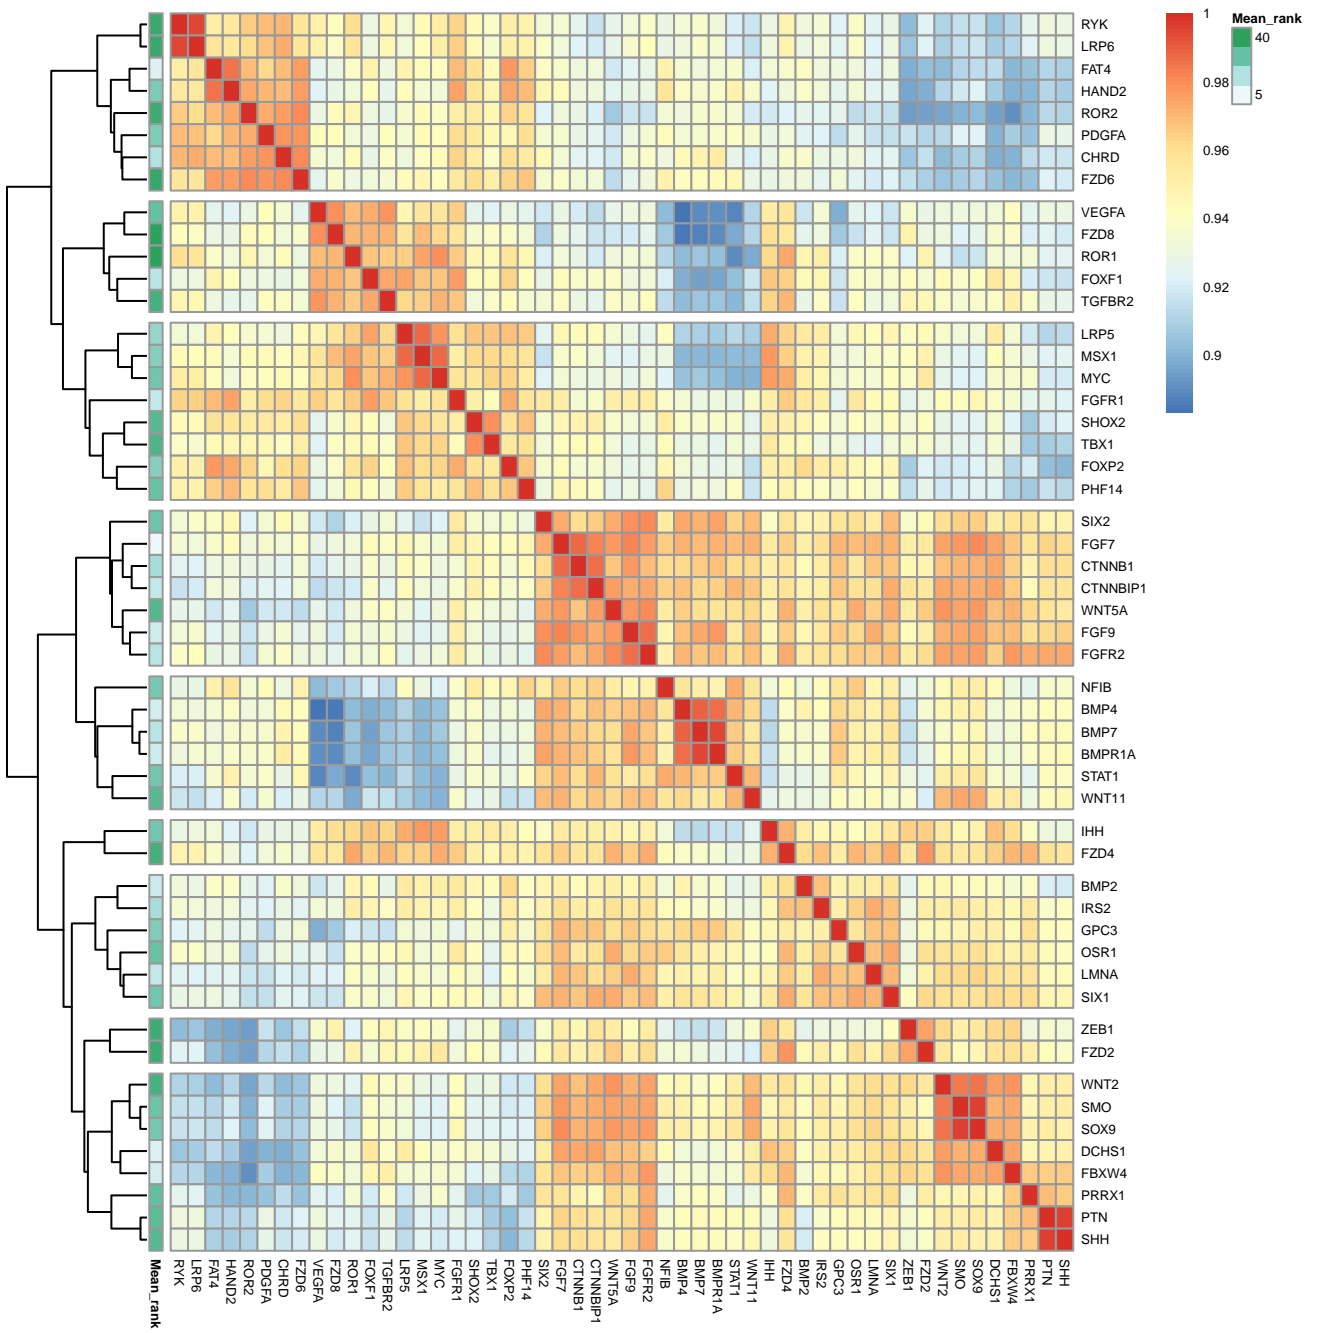 RYK
LRP6
FAT4
HAND2
ROR2
PDGFA
CHRD
FZD6
VEGFA
FZD8
ROR1
FOXF1
TGFBR2
LRP5
MSX1
MYC
FGFR1
SHOX2
TBX1
FOXP2
PHF14
SIX2
FGF7
CTNNB1
CTNNBIP1
WNT5A
FGF9
FGFR2
NFIB
BMP4
BMP7
BMPR1A
STAT1
WNT11
IHH
FZD4
BMP2
IRS2
GPC3
OSR1
LMNA
SIX1
ZEB1
FZD2
WNT2
SMO
SOX9
DCHS1
FBXW4
PRRX1
PTN
SHH
1
0.98
0.96
0.94
0.92
0.9
Mean_rank
40
5
Mean_rank
RYK
LRP6
FAT4
HAND2
ROR2
PDGFA
CHRD
FZD6
VEGFA
FZD8
ROR1
FOXF1
TGFBR2
LRP5
MSX1
MYC
FGFR1
SHOX2
TBX1
FOXP2
PHF14
SIX2
FGF7
CTNNB1
CTNNBIP1
WNT5A
FGF9
FGFR2
NFIB
BMP4
BMP7
BMPR1A
STAT1
WNT11
IHH
FZD4
BMP2
IRS2
GPC3
OSR1
LMNA
SIX1
ZEB1
FZD2
WNT2
SMO
SOX9
DCHS1
FBXW4
PRRX1
PTN
SHH